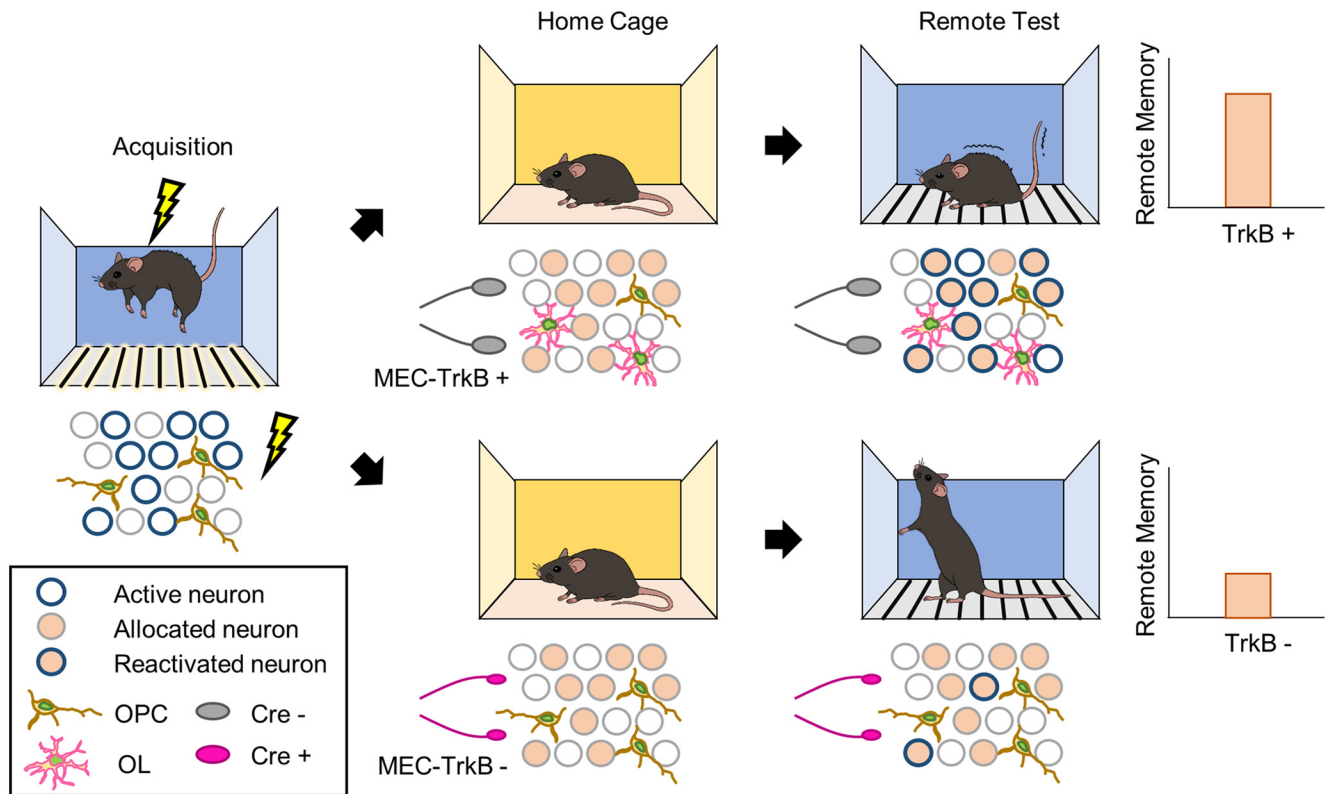 Home Cage
Remote Test
Acquisition
Remote Memory
TrkB +
MEC-TrkB +
Remote Memory
TrkB -
MEC-TrkB -
Active neuron
Allocated neuron
Reactivated neuron
OPC
Cre -
OL
Cre +